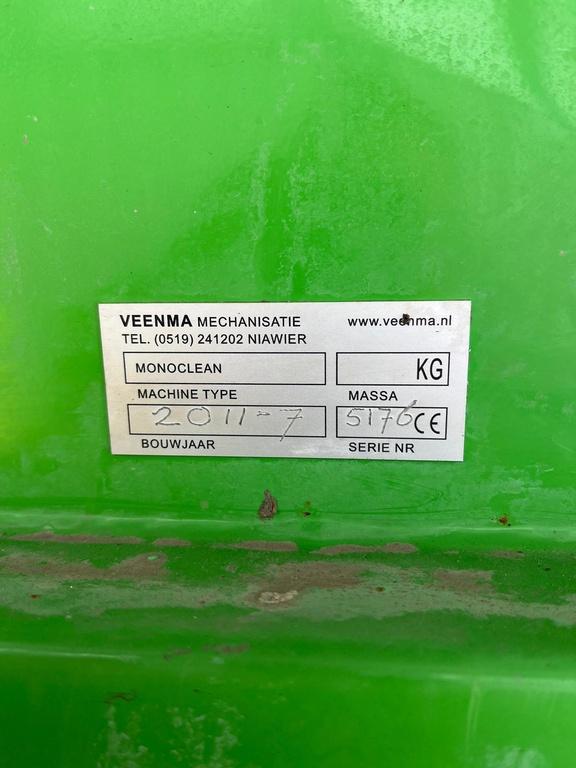 VEENMA MECHANISATIE www.veenma.nl
TEL. (0519) 241202 NIAWIER
MONOCLEAN KG
MACHINE TYPE MASSA
2011-7 5176 CE
BOUWJAAR SERIE NR